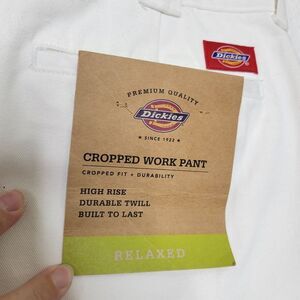 Dickies
PREMIUM QUALITY
Dickies
SINCE 1922
CROPPED WORK PANT
CROPPED FIT + DURABILITY
HIGH RISE
DURABLE TWILL
BUILT TO LAST
RELAXED